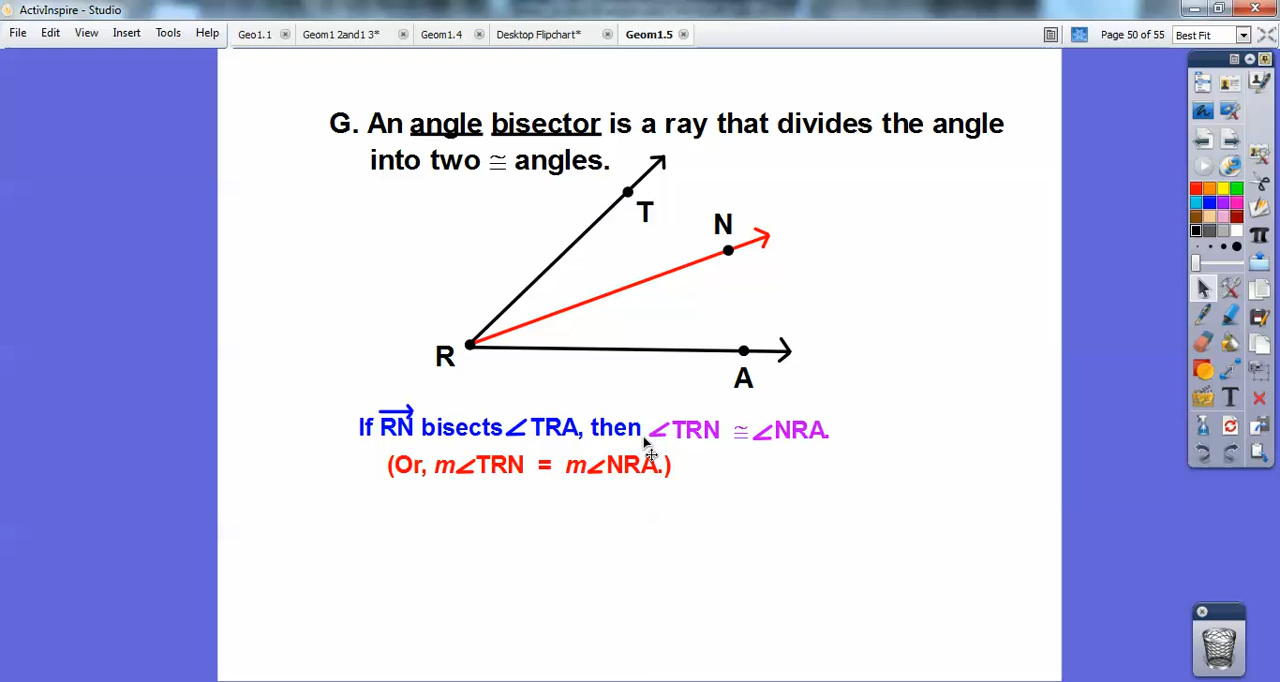 ActivInspire - Studio
File Edit View Insert Tools Help
Geo1.1 Geom1 2and1 3* Geom1.4 Desktop Flipchart* Geom1.5
Page 50 of 55
Best Fit
G. An angle bisector is a ray that divides the angle
into two ≅ angles.
T
N
R
A
If RN bisects ∠TRA, then ∠TRN ≅ ∠NRA.
(Or, m∠TRN = m∠NRA.)